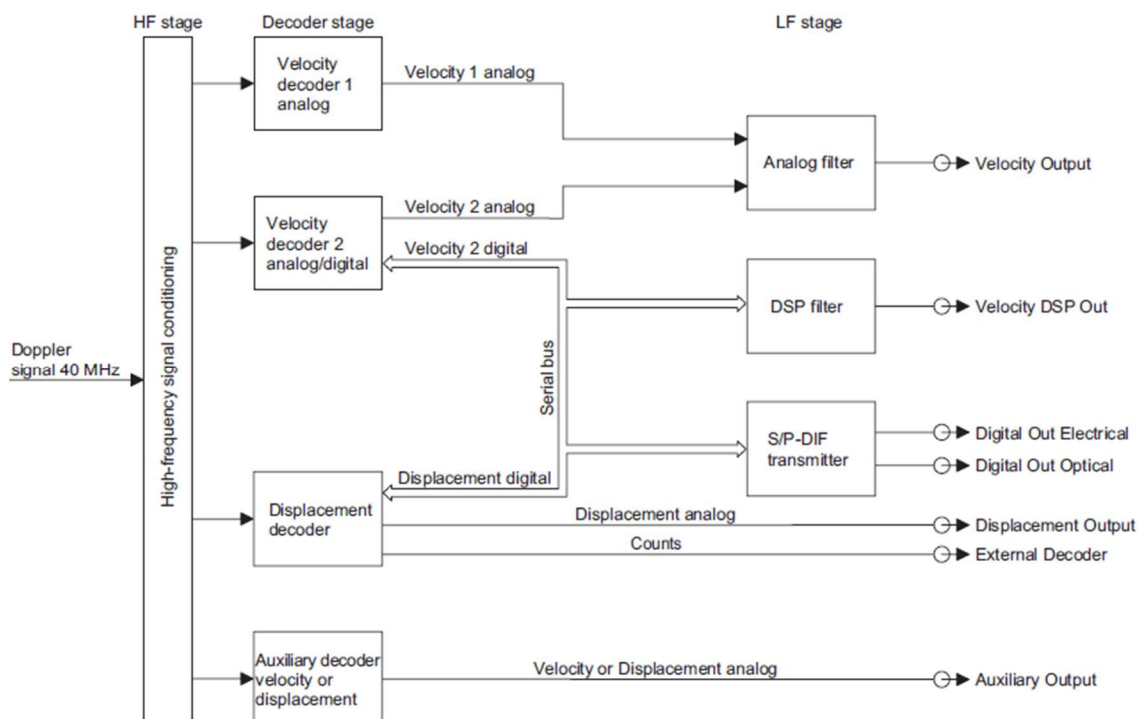 HF stage
Decoder stage
LF stage
Velocity
decoder 1
analog
Velocity 1 analog
Analog filter
Velocity Output
Velocity
decoder 2
analog/digital
Velocity 2 analog
Velocity 2 digital
DSP filter
Velocity DSP Out
Doppler
signal 40 MHz
High-frequency signal conditioning
Serial bus
S/P-DIF
transmitter
Digital Out Electrical
Digital Out Optical
Displacement digital
Displacement
decoder
Displacement analog
Displacement Output
Counts
External Decoder
Auxiliary decoder
velocity or
displacement
Velocity or Displacement analog
Auxiliary Output